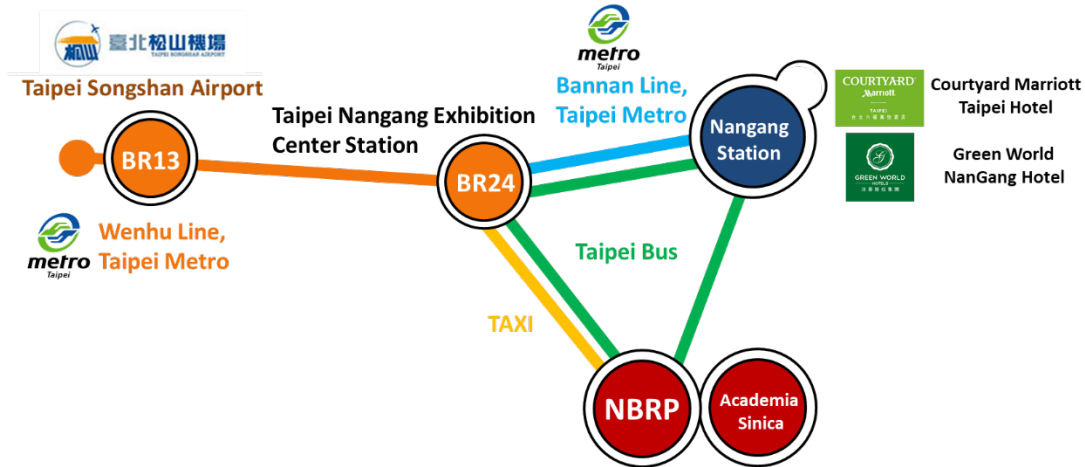 臺北松山機場
TAIPEI SONGSHAN AIRPORT
Taipei Songshan Airport
BR13
Wenhu Line,
Taipei Metro
metro
Taipei
Taipei Nangang Exhibition
Center Station
BR24
metro
Taipei
Bannan Line,
Taipei Metro
Nangang
Station
COURTYARD
Marriott
TAIPEI
Courtyard Mariott
Taipei Hotel
GREEN WORLD
HOTELS
Green World
NanGang Hotel
Taipei Bus
TAXI
NBRP
Academia
Sinica